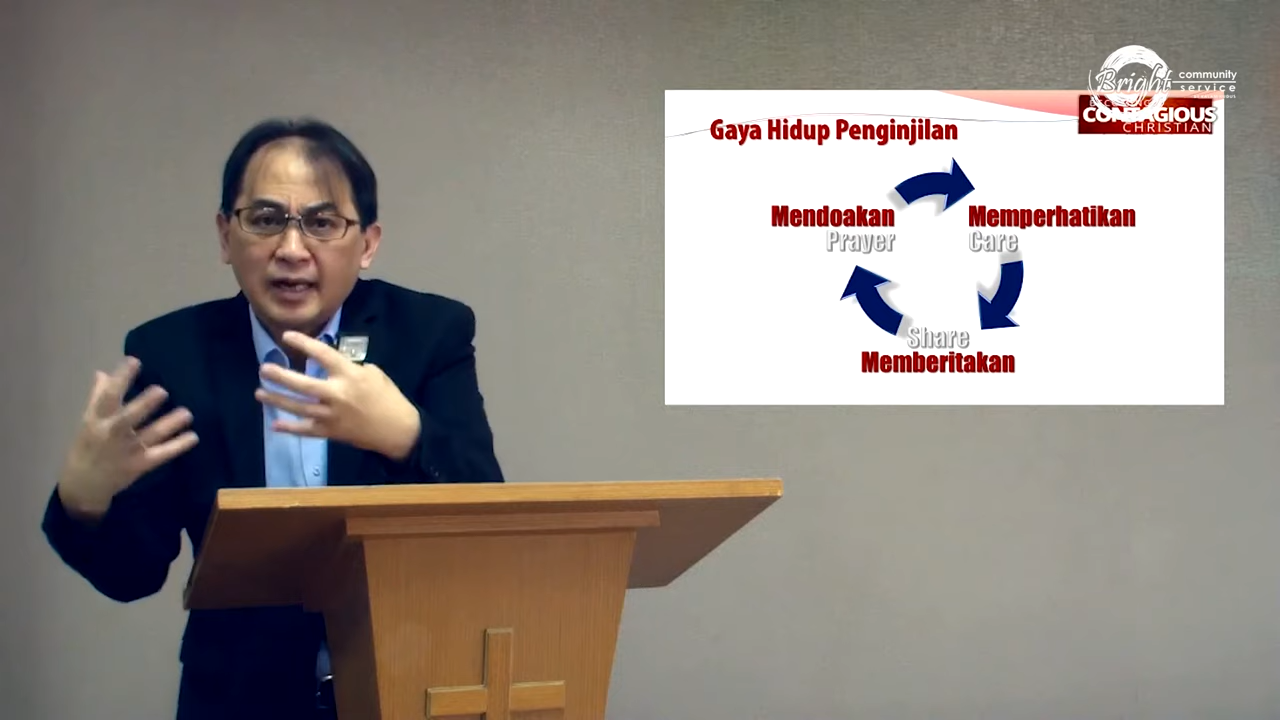 Bright
community
service
CONTAGIOUS
CHRISTIAN
Gaya Hidup Penginjilan
Mendoakan
Prayer
Memperhatikan
Care
Share
Memberitakan